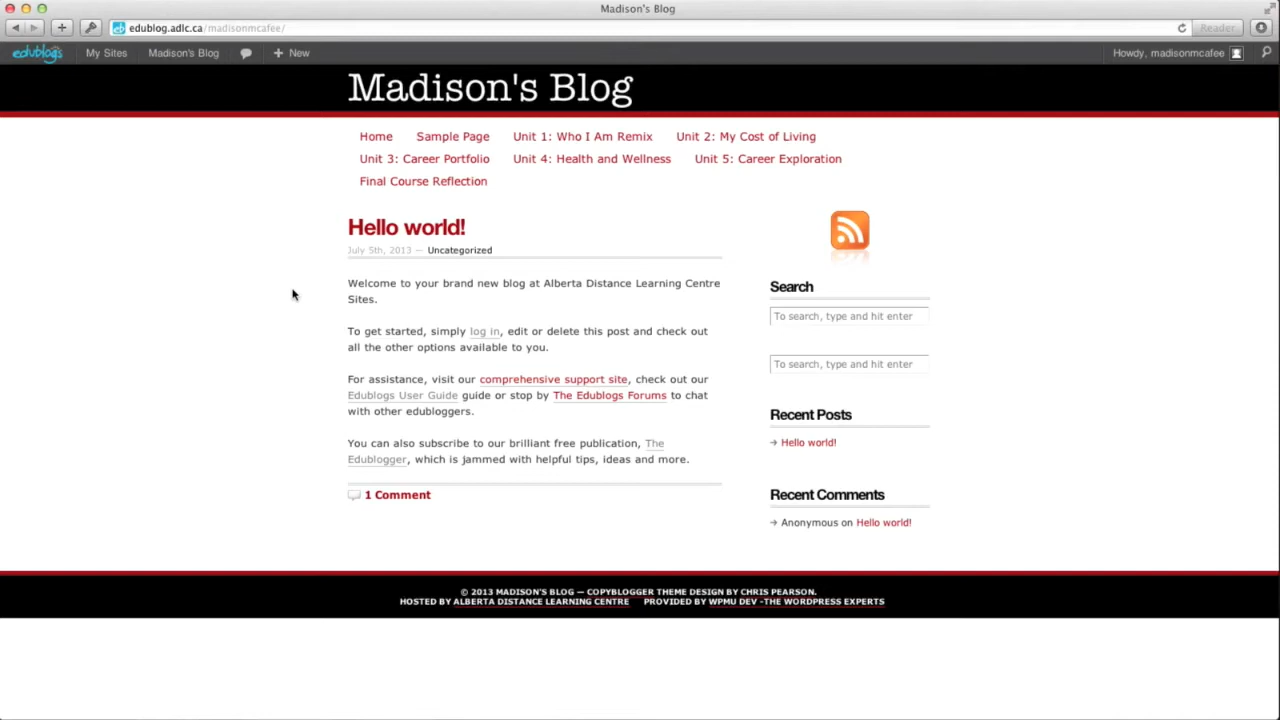 Madison's Blog
edublog.adlc.ca/madisonmcafee/
Reader
edublogs
My Sites
Madison's Blog
New
Howdy, madisonmcafee
Madison's Blog
Home
Sample Page
Unit 1: Who I Am Remix
Unit 2: My Cost of Living
Unit 3: Career Portfolio
Unit 4: Health and Wellness
Unit 5: Career Exploration
Final Course Reflection
Hello world!
July 5th, 2013 — Uncategorized
Welcome to your brand new blog at Alberta Distance Learning Centre
Sites.
To get started, simply log in, edit or delete this post and check out
all the other options available to you.
For assistance, visit our comprehensive support site, check out our
Edublogs User Guide guide or stop by The Edublogs Forums to chat
with other edubloggers.
You can also subscribe to our brilliant free publication, The
Edublogger, which is jammed with helpful tips, ideas and more.
1 Comment
Search
To search, type and hit enter
To search, type and hit enter
Recent Posts
Hello world!
Recent Comments
Anonymous on Hello world!
© 2013 MADISON'S BLOG — COPYBLOGGER THEME DESIGN BY CHRIS PEARSON.
HOSTED BY ALBERTA DISTANCE LEARNING CENTRE PROVIDED BY WPMU DEV -THE WORDPRESS EXPERTS